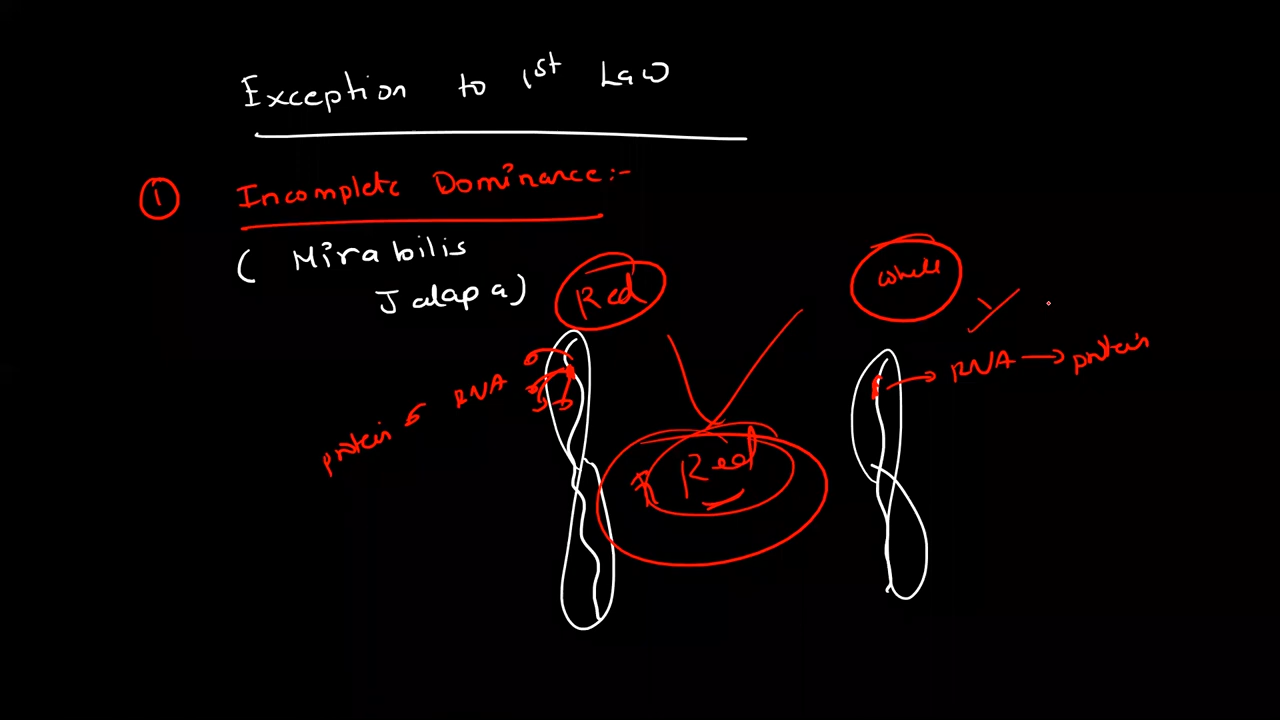 Exception to 1st Law
① Incomplete Dominance:-
( Mirabilis
Jalapa)
Red
white
RNA → protein
RNA
protein
R Red